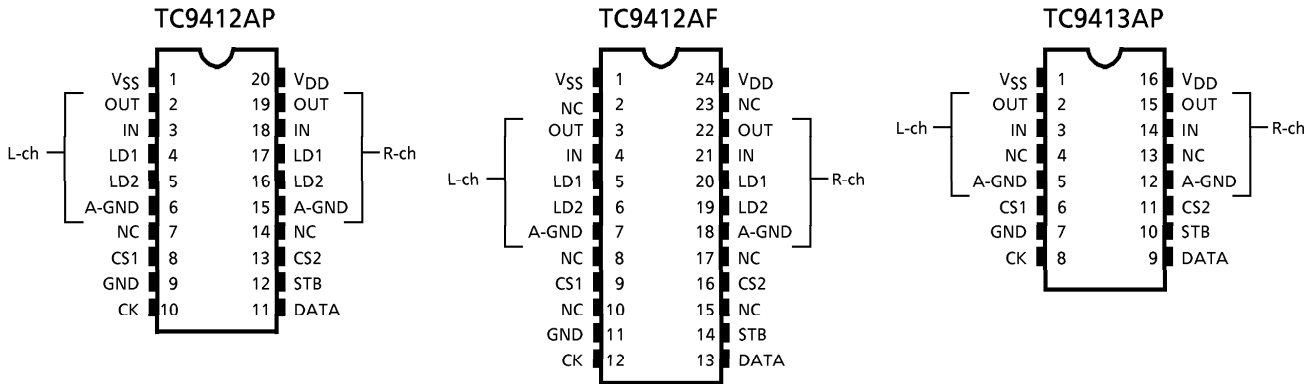 TC9412AP
VSS 1 20 VDD
OUT 2 19 OUT
IN 3 18 IN
L-ch LD1 4 17 LD1 R-ch
LD2 5 16 LD2
A-GND 6 15 A-GND
NC 7 14 NC
CS1 8 13 CS2
GND 9 12 STB
CK 10 11 DATA
TC9412AF
VSS 1 24 VDD
NC 2 23 NC
OUT 3 22 OUT
IN 4 21 IN
L-ch LD1 5 20 LD1 R-ch
LD2 6 19 LD2
A-GND 7 18 A-GND
NC 8 17 NC
CS1 9 16 CS2
NC 10 15 NC
GND 11 14 STB
CK 12 13 DATA
TC9413AP
VSS 1 16 VDD
OUT 2 15 OUT
L-ch IN 3 14 IN R-ch
NC 4 13 NC
A-GND 5 12 A-GND
CS1 6 11 CS2
GND 7 10 STB
CK 8 9 DATA